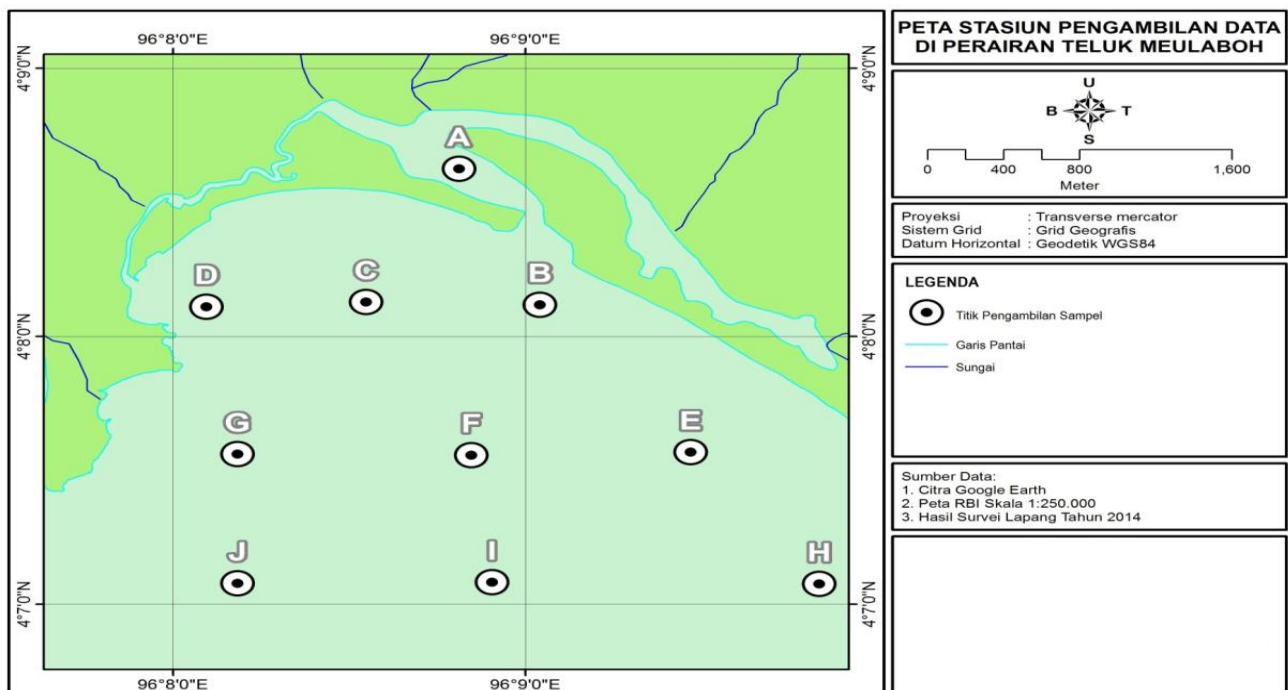 96°8'0"E 96°9'0"E
4°9'0"N 4°9'0"N
A
D C B
4°8'0"N 4°8'0"N
G F E
J I H
4°7'0"N 4°7'0"N
96°8'0"E 96°9'0"E
PETA STASIUN PENGAMBILAN DATA
DI PERAIRAN TELUK MEULABOH
U
B T
S
0 400 800 1,600
Meter
Proyeksi : Transverse mercator
Sistem Grid : Grid Geografis
Datum Horizontal : Geodetik WGS84
LEGENDA
Titik Pengambilan Sampel
Garis Pantai
Sungai
Sumber Data:
1. Citra Google Earth
2. Peta RBI Skala 1:250.000
3. Hasil Survei Lapang Tahun 2014